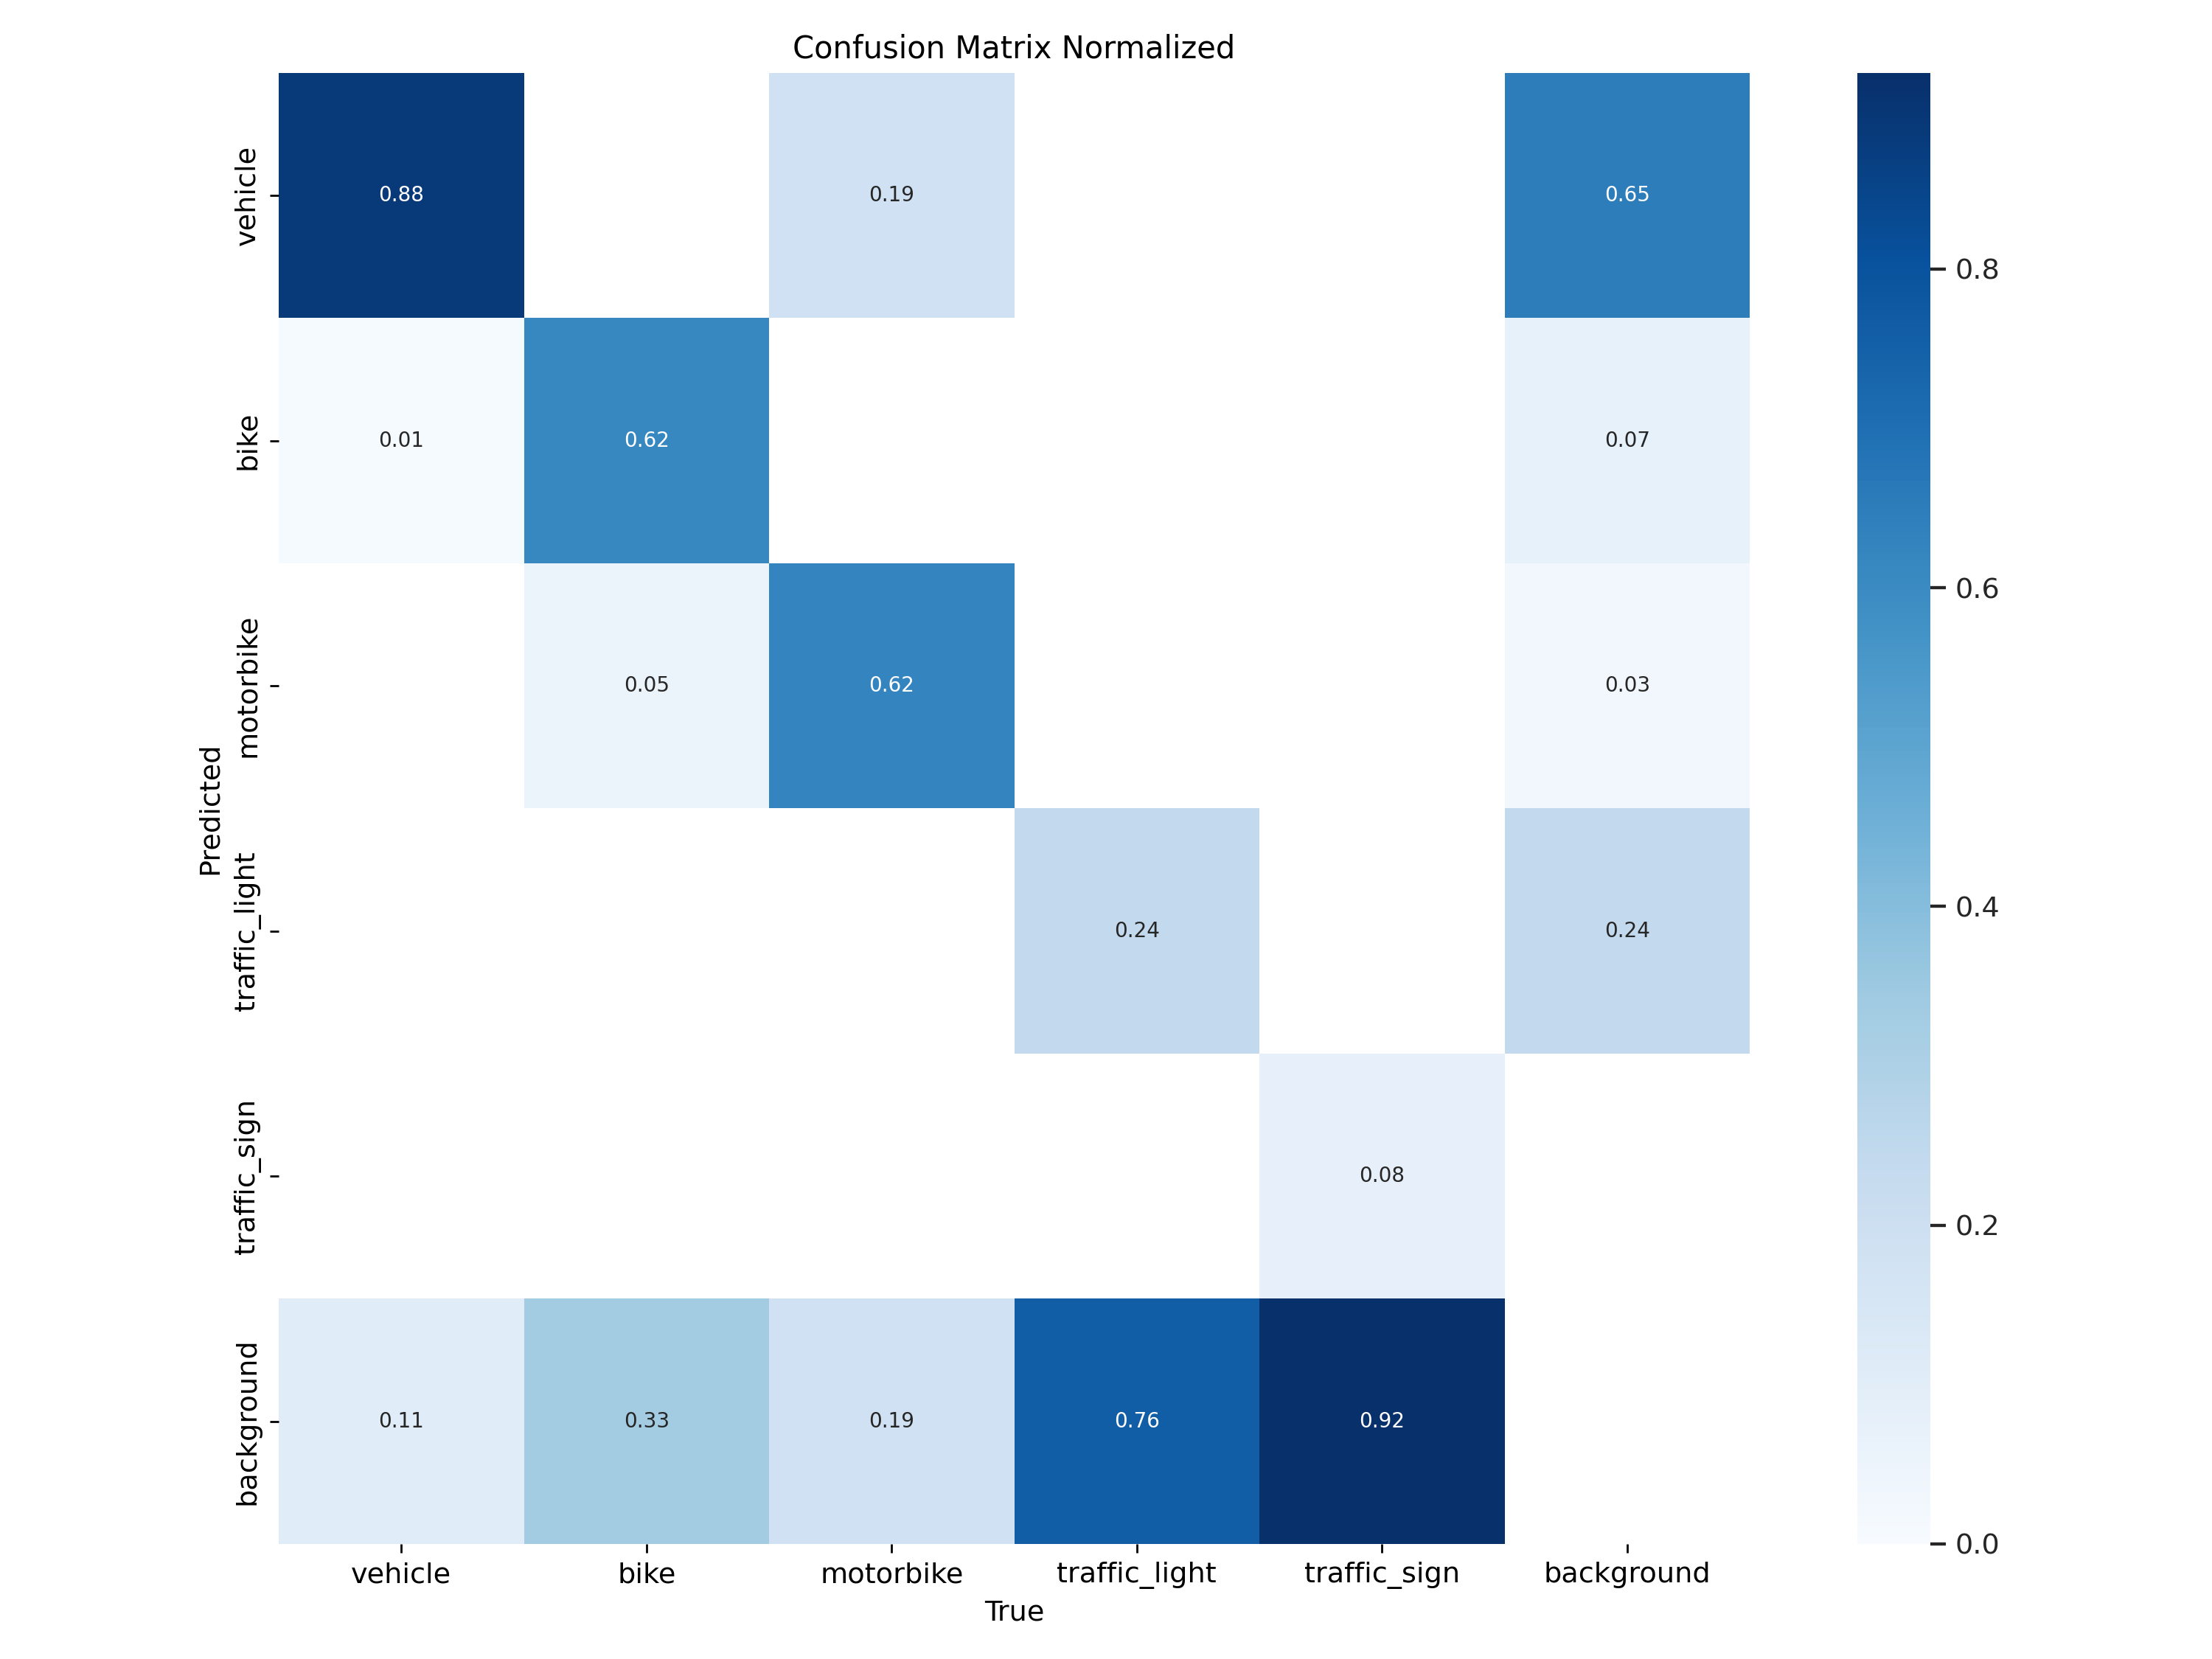 Confusion Matrix Normalized
vehicle
0.88
0.19
0.65
bike
0.01
0.62
0.07
motorbike
0.05
0.62
0.03
traffic_light
0.24
0.24
traffic_sign
0.08
background
0.11
0.33
0.19
0.76
0.92
Predicted
vehicle
bike
motorbike
traffic_light
traffic_sign
background
True
0.8
0.6
0.4
0.2
0.0